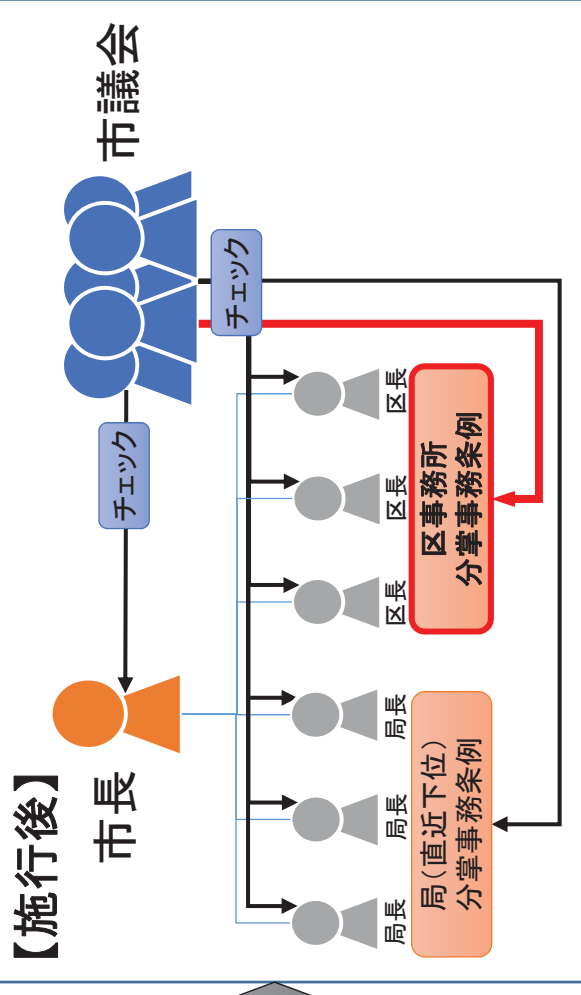 【施行後】
市長
市議会
チェック
チェック
局長
局長
局長
区長
区長
区長
局(直近下位)
分掌事務条例
区事務所
分掌事務条例